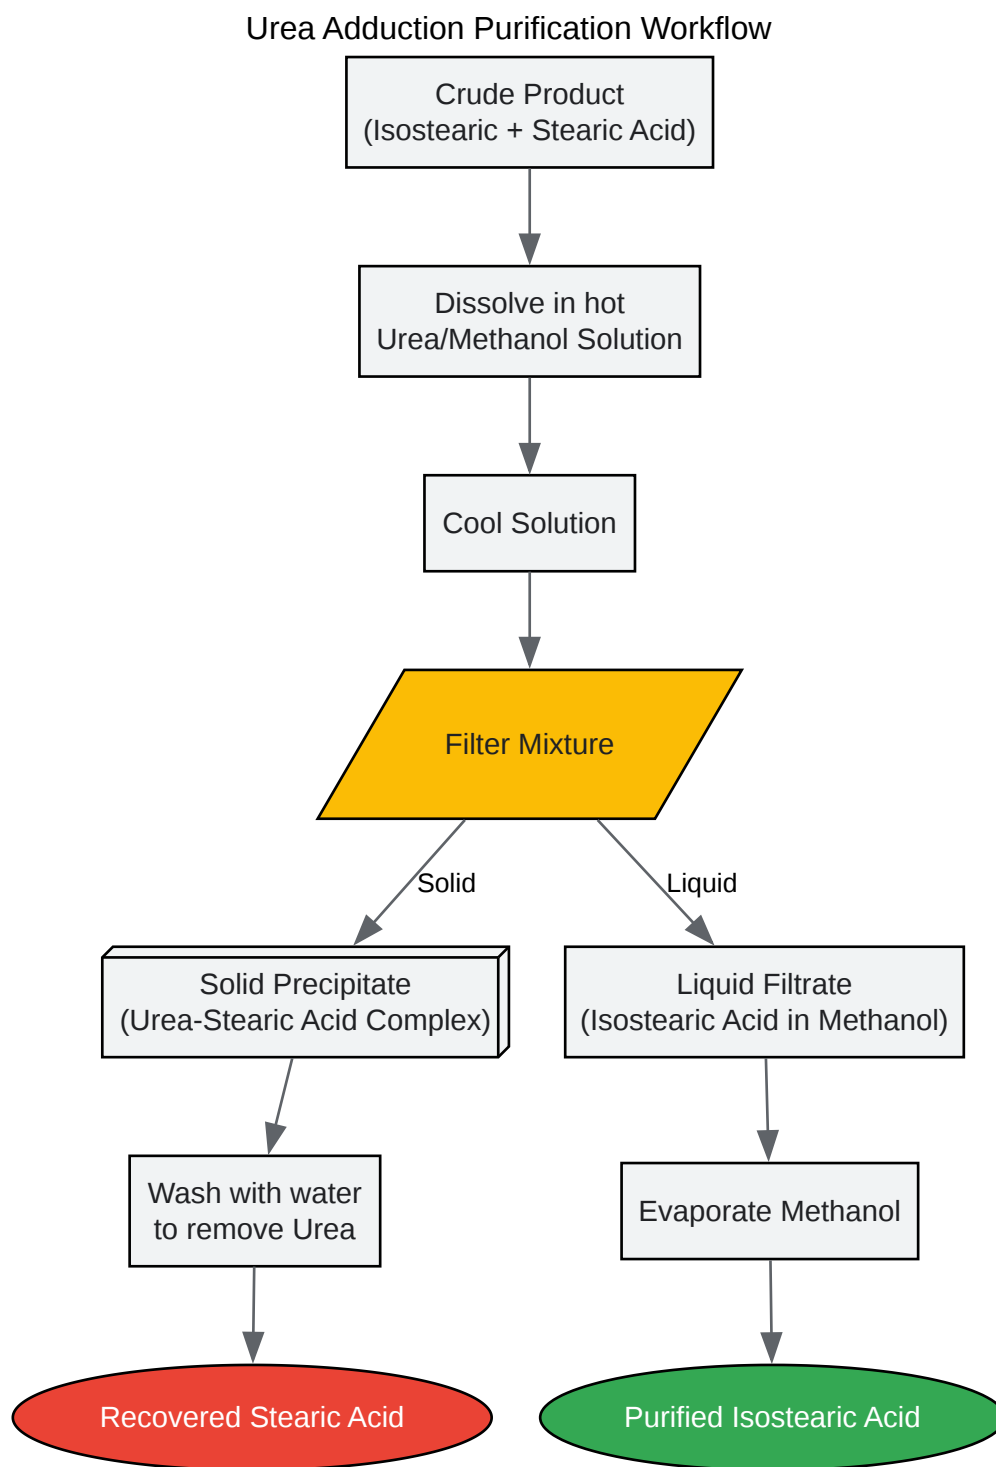 Urea Adduction Purification Workflow
Crude Product
(Isostearic + Stearic Acid)
Dissolve in hot
Urea/Methanol Solution
Cool Solution
Filter Mixture
Solid
Liquid
Solid Precipitate
(Urea-Stearic Acid Complex)
Liquid Filtrate
(Isostearic Acid in Methanol)
Wash with water
to remove Urea
Evaporate Methanol
Recovered Stearic Acid
Purified Isostearic Acid